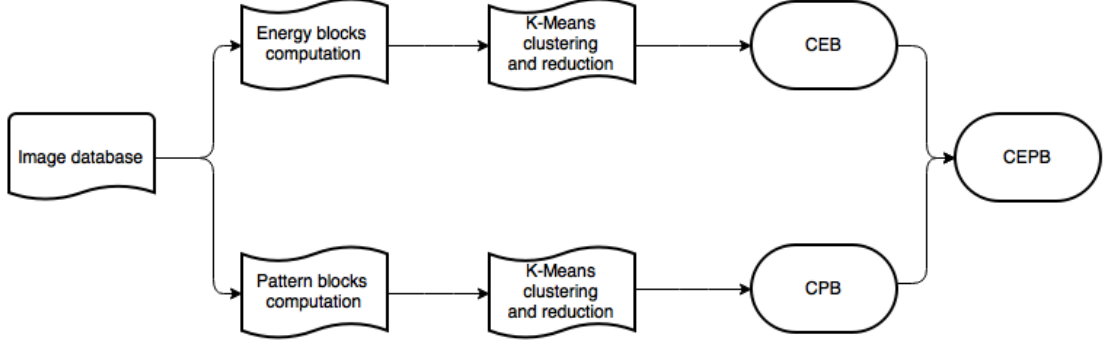 Image database
Energy blocks
computation
K-Means
clustering
and reduction
CEB
Pattern blocks
computation
K-Means
clustering
and reduction
CPB
CEPB